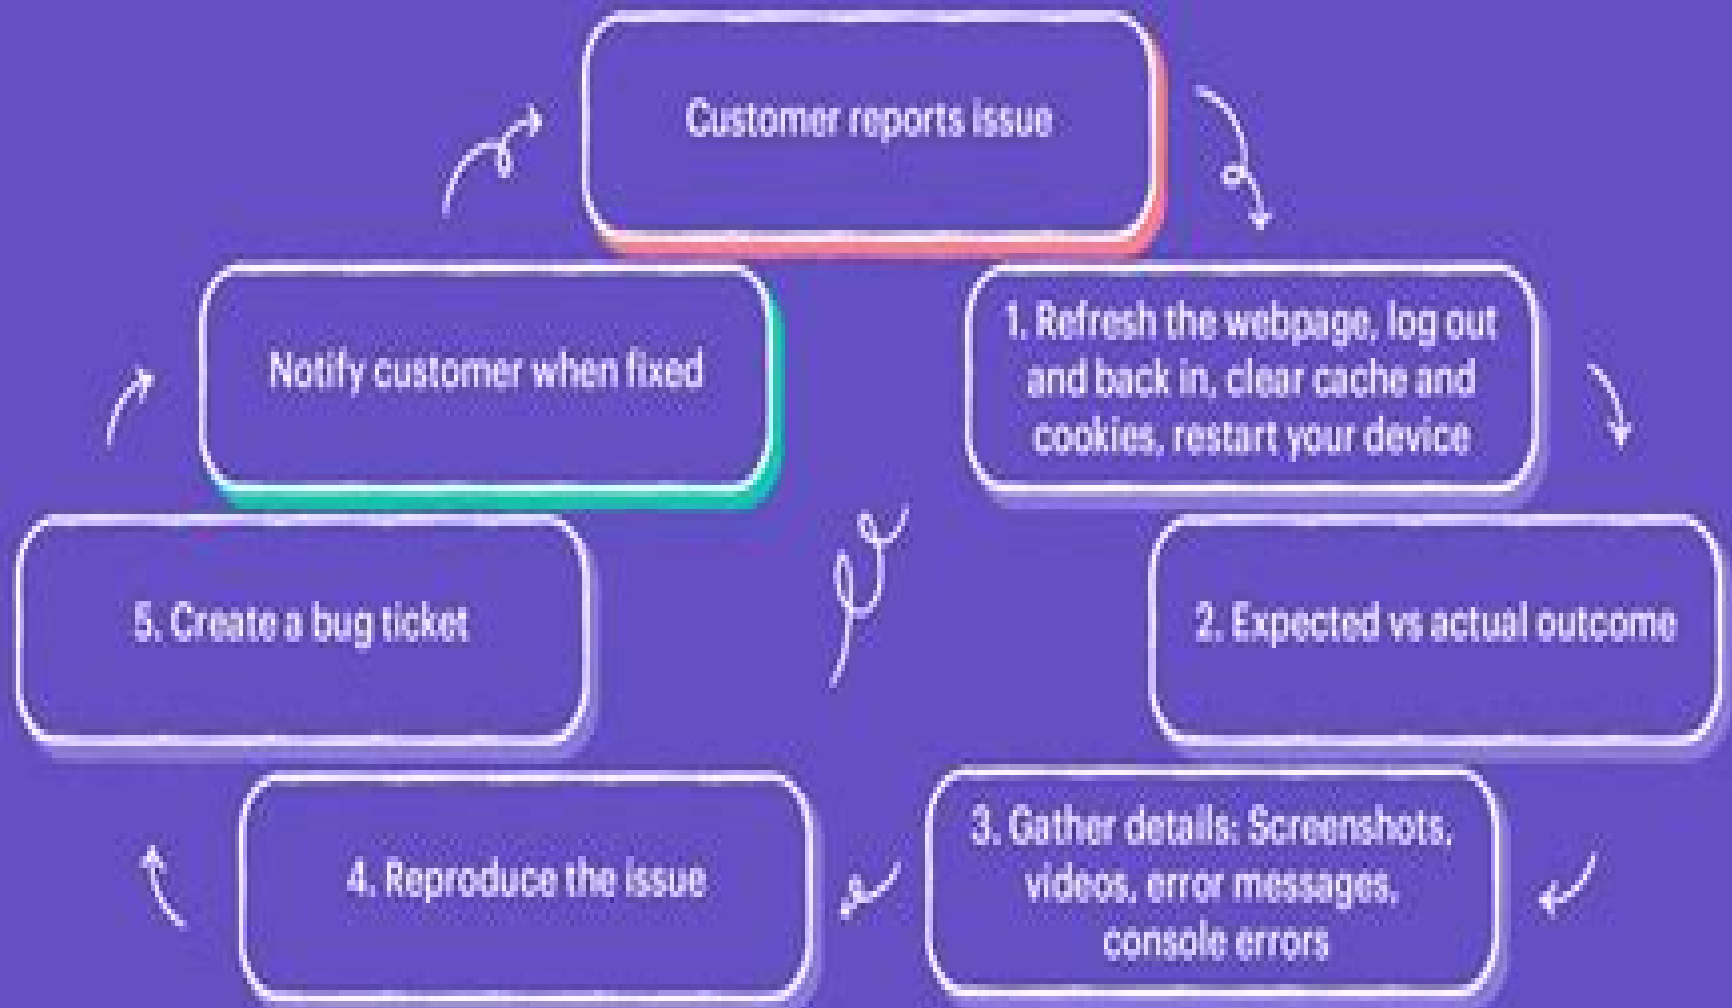 Customer reports issue
1. Refresh the webpage, log out
and back in, clear cache and
cookies, restart your device
2. Expected vs actual outcome
3. Gather details: Screenshots,
videos, error messages,
console errors
4. Reproduce the issue
5. Create a bug ticket
Notify customer when fixed